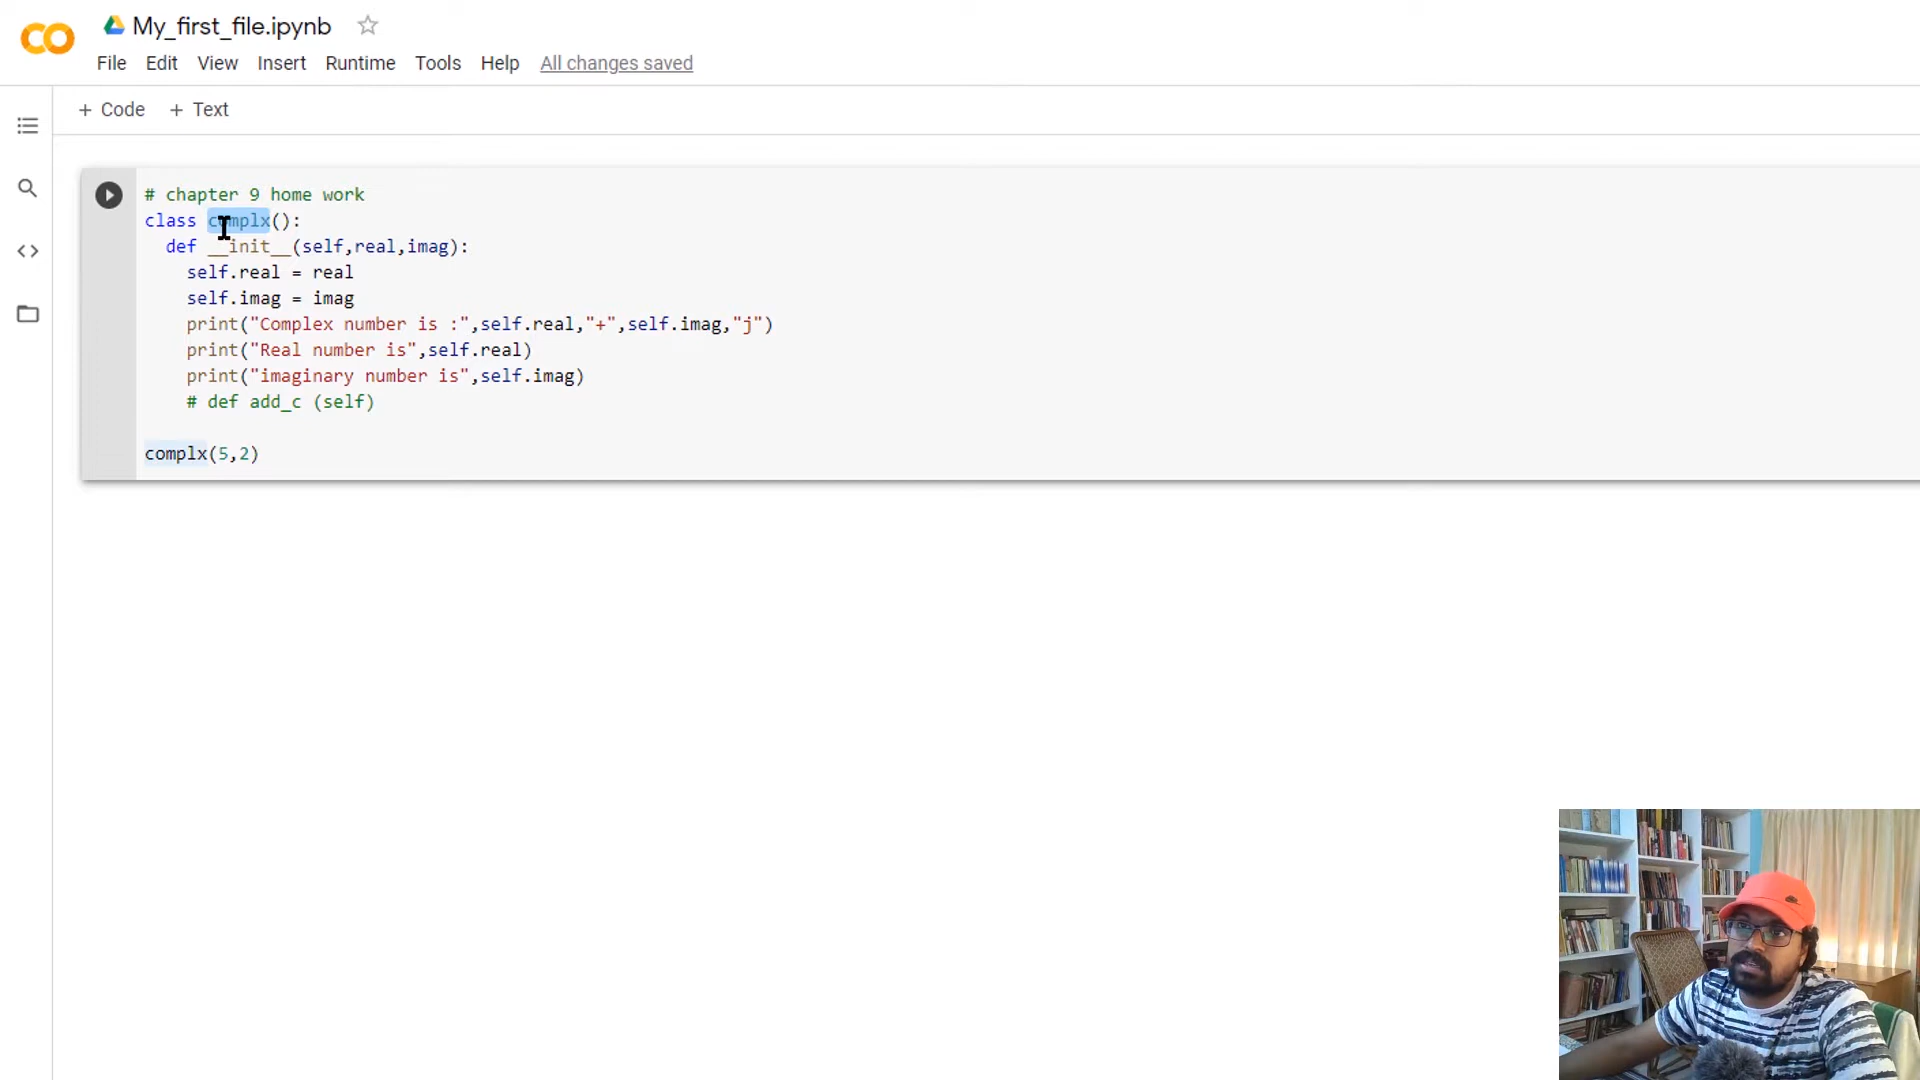 My_first_file.ipynb
File Edit View Insert Runtime Tools Help All changes saved
+ Code + Text
# chapter 9 home work
class complx():
  def __init__(self,real,imag):
    self.real = real
    self.imag = imag
    print("Complex number is :",self.real,"+",self.imag,"j")
    print("Real number is",self.real)
    print("imaginary number is",self.imag)
    # def add_c (self)
complx(5,2)